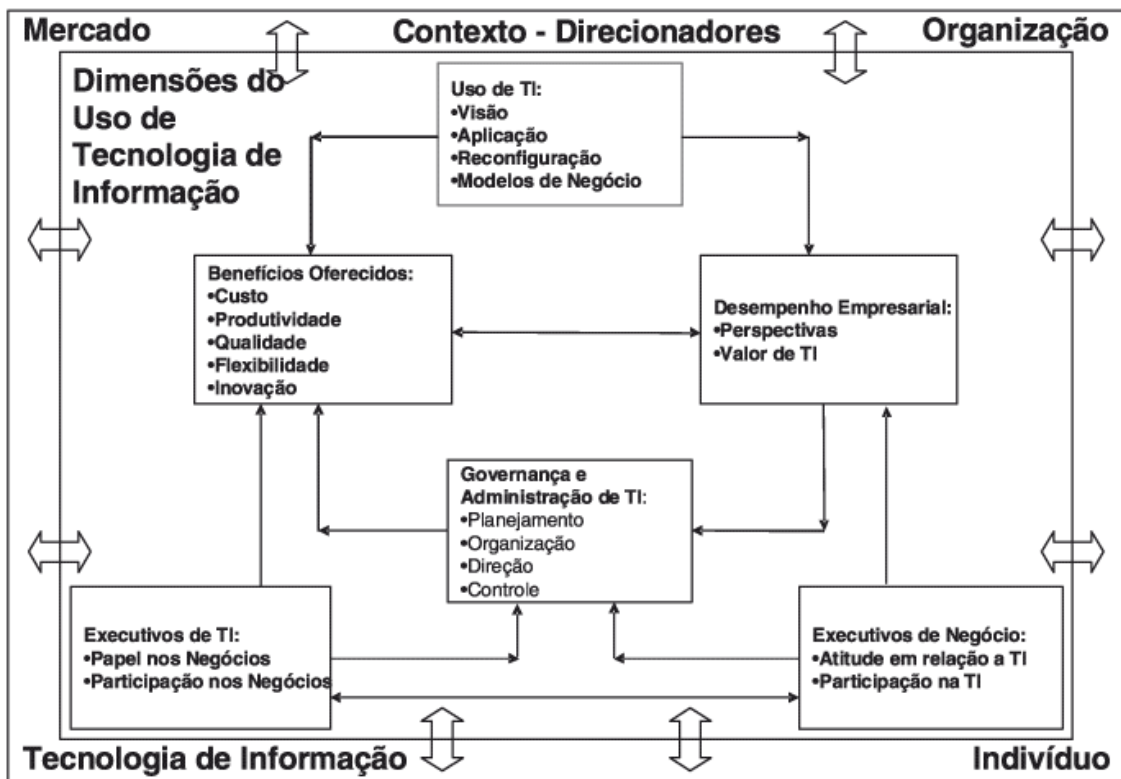 Mercado
Contexto - Direcionadores
Organização
Dimensões do
Uso de
Tecnologia de
Informação
Uso de TI:
•Visão
•Aplicação
•Reconfiguração
•Modelos de Negócio
Benefícios Oferecidos:
•Custo
•Produtividade
•Qualidade
•Flexibilidade
•Inovação
Desempenho Empresarial:
•Perspectivas
•Valor de TI
Governança e
Administração de TI:
•Planejamento
•Organização
•Direção
•Controle
Executivos de TI:
•Papel nos Negócios
•Participação nos Negócios
Executivos de Negócio:
•Atitude em relação a TI
•Participação na TI
Tecnologia de Informação
Indivíduo